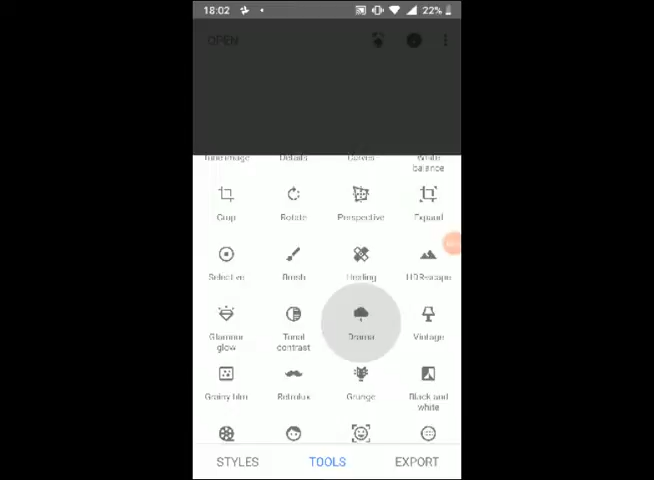 18:02 22%
OPEN
Tune image Details Curves White
balance
Crop Rotate Perspective Expand
Selective Brush Healing HDR-scape
Glamour
glow Tonal
contrast Drama Vintage
Grainy film Retrolux Grunge Black and
white
STYLES TOOLS EXPORT